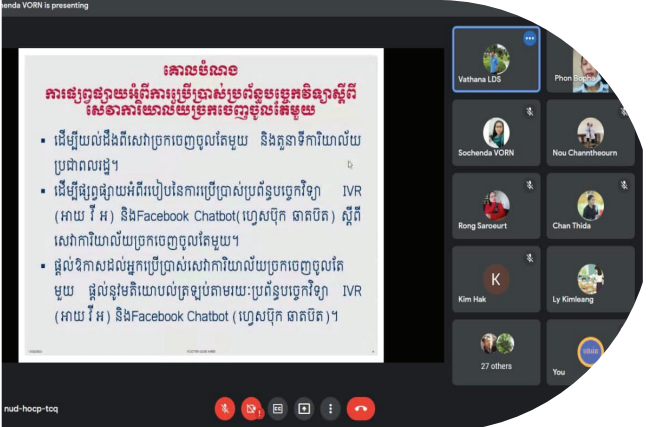 henda VORN is presenting
គោលបំណង
ការផ្សព្វផ្សាយអំពីការប្រើប្រាស់ប្រព័ន្ធបច្ចេកវិទ្យាស្តីពី
សេវាការិយាល័យច្រកចេញចូលតែមួយ
▪ ដើម្បីយល់ដឹងពីសេវាច្រកចេញចូលតែមួយ និងតួនាទីការិយាល័យ
ប្រជាពលរដ្ឋ។
▪ ដើម្បីផ្សព្វផ្សាយអំពីរបៀបនៃការប្រើប្រាស់ប្រព័ន្ធបច្ចេកវិទ្យា IVR
(អាយ វី អ) និងFacebook Chatbot(ហ្វេសប៊ុក ឆាតប៊ត) ស្តីពី
សេវាការិយាល័យច្រកចេញចូលតែមួយ។
▪ ផ្តល់ឱកាសដល់អ្នកប្រើប្រាស់សេវាការិយាល័យច្រកចេញចូលតែ
មួយ ផ្តល់នូវមតិយោបល់ត្រឡប់តាមរយៈប្រព័ន្ធបច្ចេកវិទ្យា IVR
(អាយ វី អ) និងFacebook Chatbot (ហ្វេសប៊ុក ឆាតប៊ត)។
Vathana LDS
Phon Bopha
Sochenda VORN
Nou Channtheourn
Rong Saroeurt
Chan Thida
K
Kim Hak
Ly Kimleang
27 others
You
nud-hocp-tcq